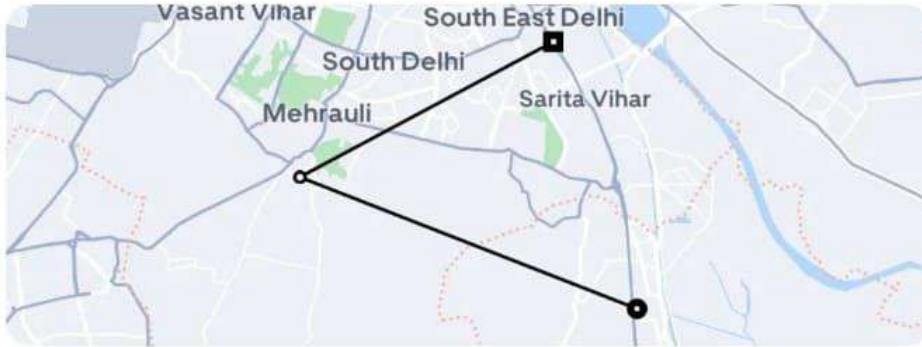 Vasant Vihar
South East Delhi
South Delhi
Sarita Vihar
Mehrauli